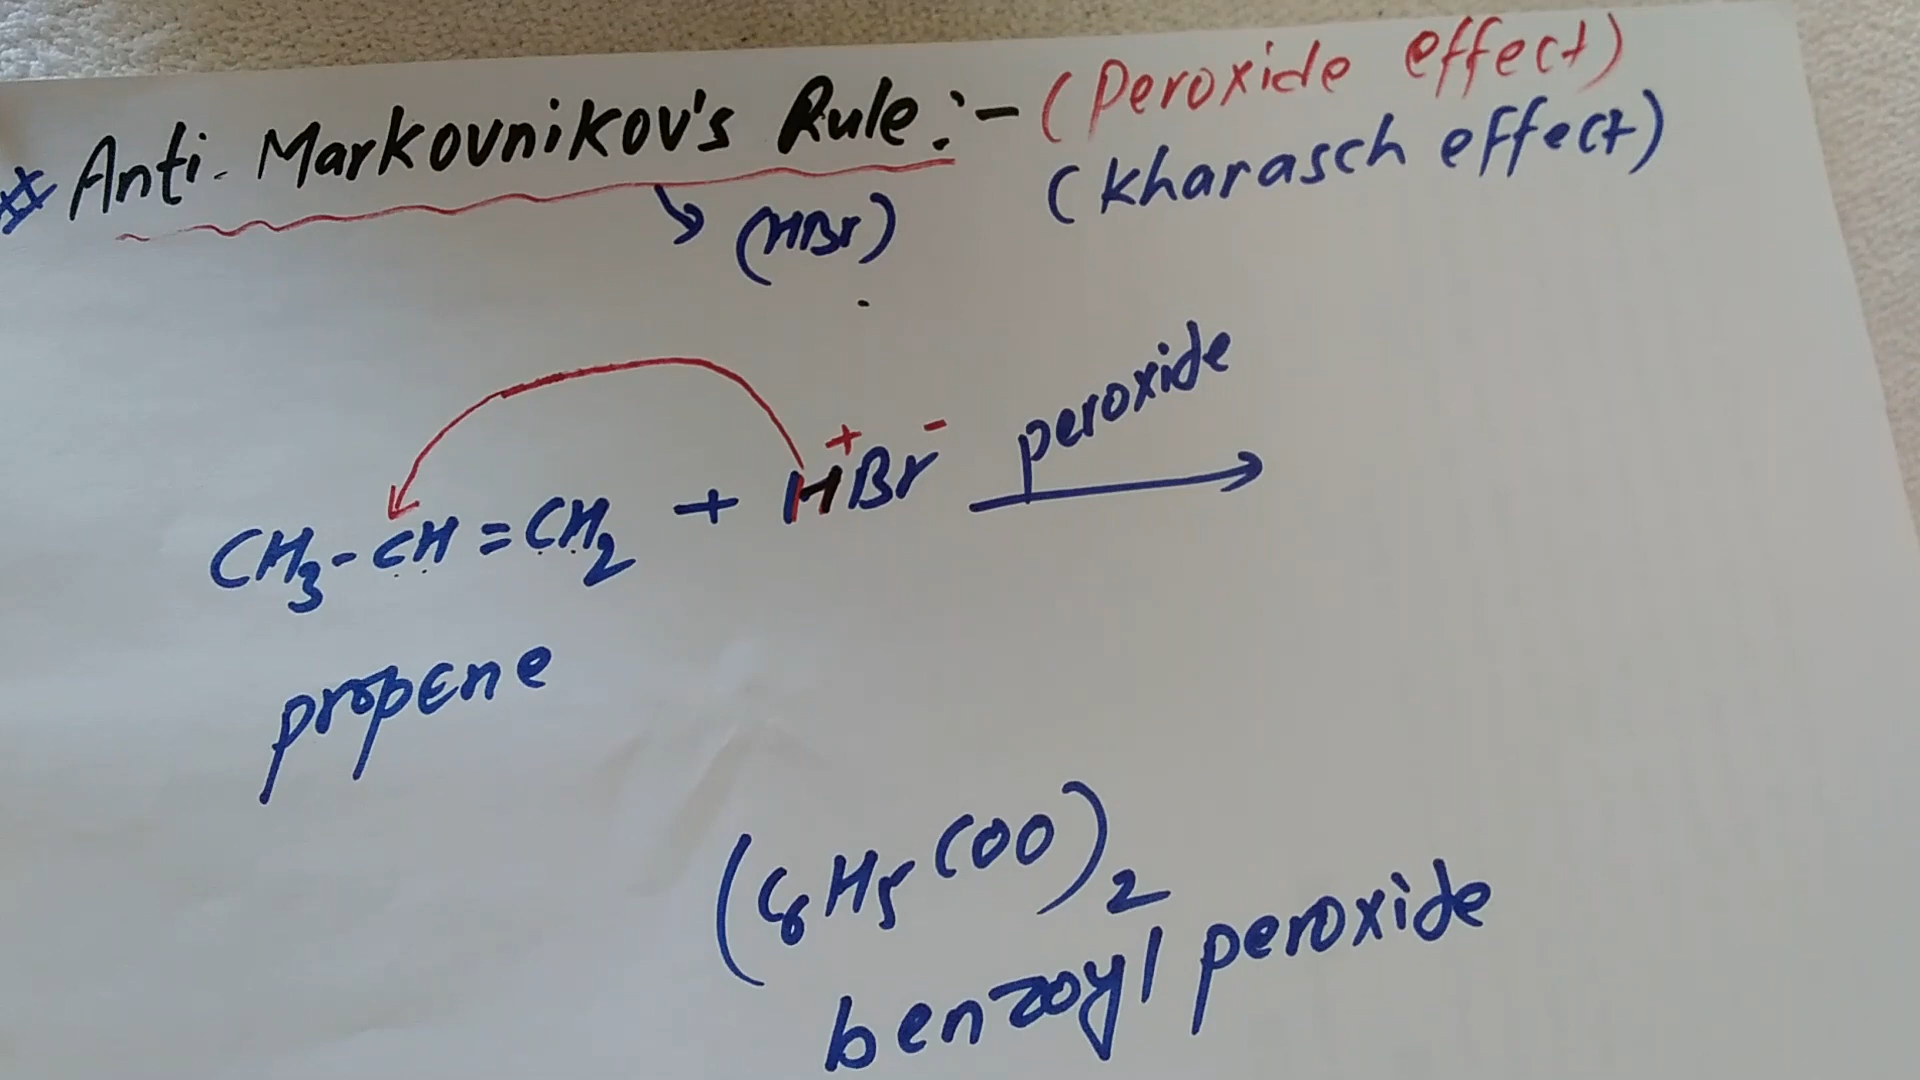 Anti-Markovnikov's Rule:- (Peroxide effect)
(Kharasch effect)
(HBr)
CH3-CH=CH2 + H+Br- peroxide
propene
(C6H5COO)2
benzoyl peroxide